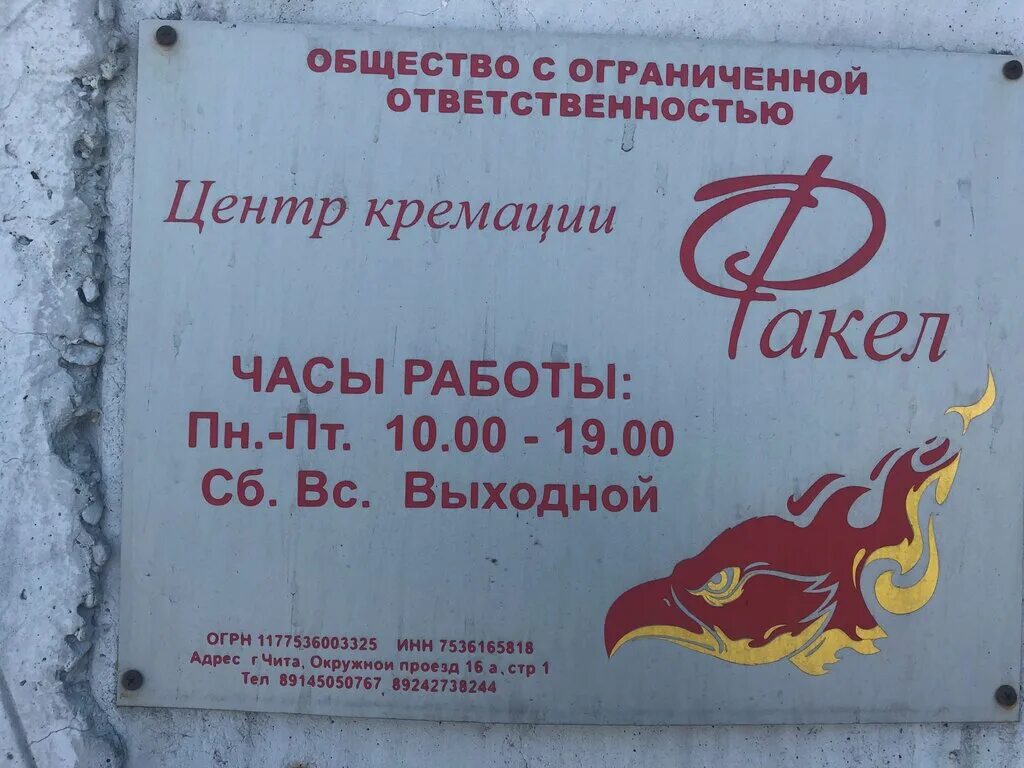 ОБЩЕСТВО С ОГРАНИЧЕННОЙ
ОТВЕТСТВЕННОСТЬЮ
Центр кремации
Факел
ЧАСЫ РАБОТЫ:
Пн.-Пт. 10.00 - 19.00
Сб. Вс. Выходной
ОГРН 1177536003325 ИНН 7536165818
Адрес г Чита, Окружной проезд 16 а, стр 1
Тел 89145050767, 89242738244